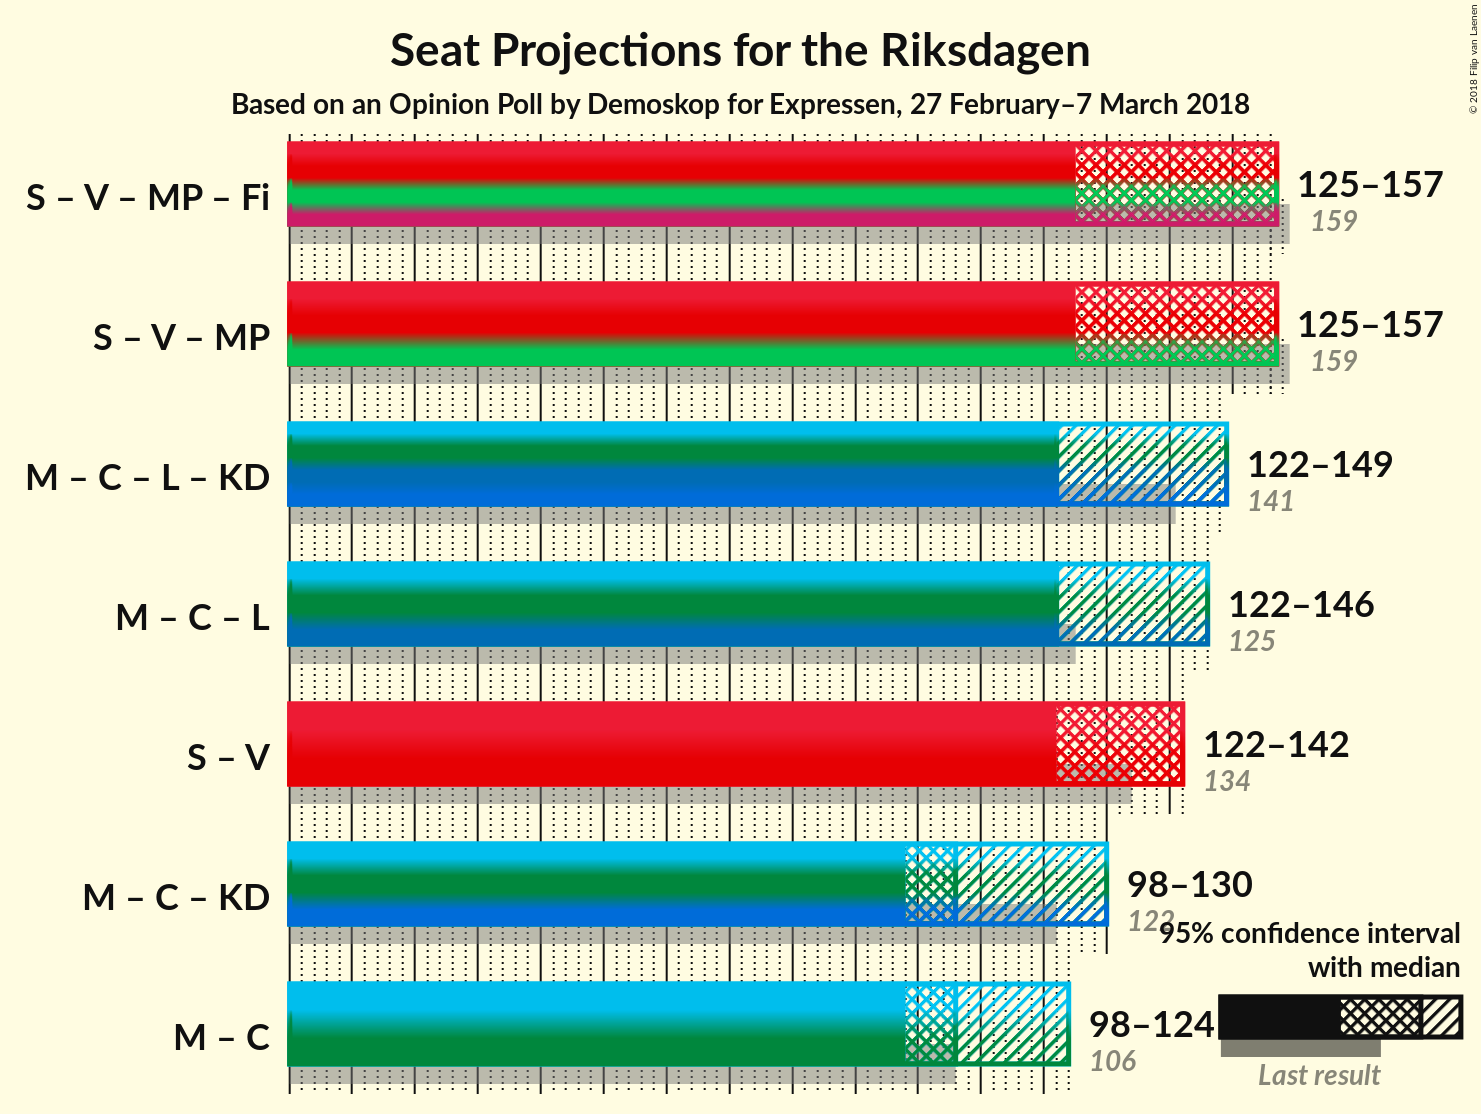 Seat Projections for the Riksdagen
Based on an Opinion Poll by Demoskop for Expressen, 27 February–7 March 2018
© 2018 Filip van Laenen
S – V – MP – Fi
125–157
159
S – V – MP
125–157
159
M – C – L – KD
122–149
141
M – C – L
122–146
125
S – V
122–142
134
M – C – KD
98–130
122
M – C
98–124
106
95% confidence interval
with median
Last result